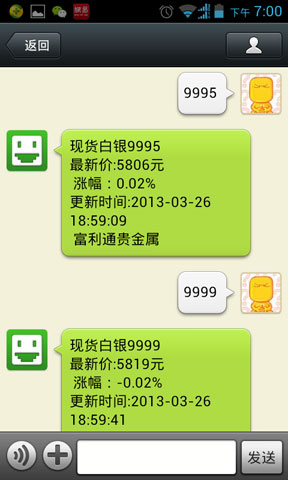 下午 7:00
返回
9995
现货白银9995
最新价:5806元
涨幅：0.02%
更新时间:2013-03-26
18:59:09
富利通贵金属
9999
现货白银9999
最新价:5819元
涨幅：-0.02%
更新时间:2013-03-26
18:59:41
发送